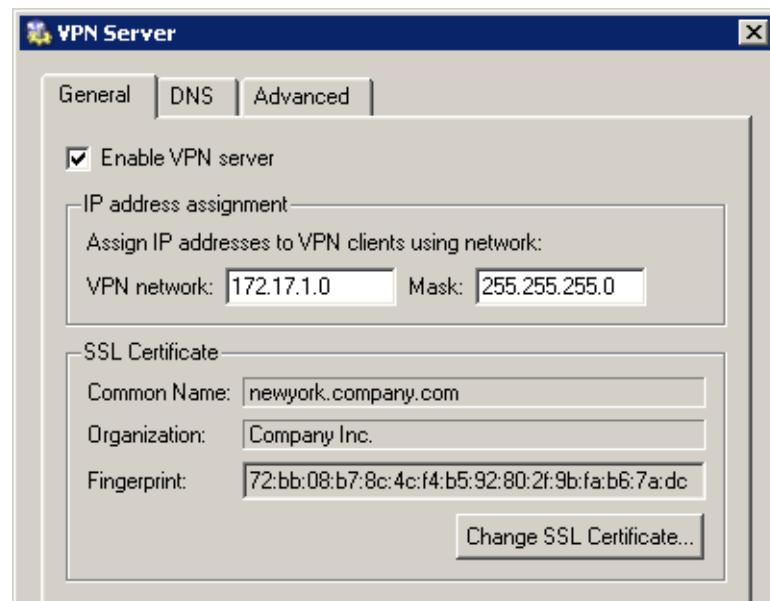 VPN Server
General DNS Advanced
Enable VPN server
IP address assignment
Assign IP addresses to VPN clients using network:
VPN network: 172.17.1.0 Mask: 255.255.255.0
SSL Certificate
Common Name: newyork.company.com
Organization: Company Inc.
Fingerprint: 72:bb:08:b7:8c:4c:f4:b5:92:80:2f:9b:fa:b6:7a:dc
Change SSL Certificate...